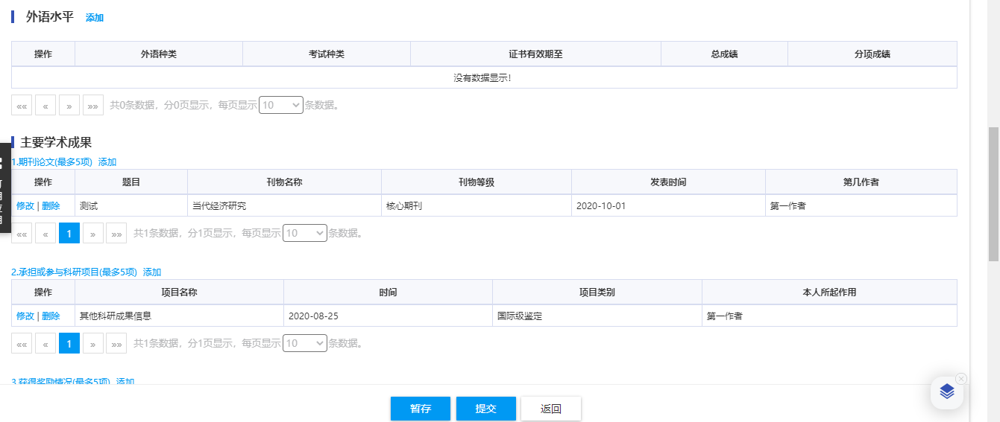 外语水平 添加
操作 外语种类 考试种类 证书有效期至 总成绩 分项成绩
没有数据显示!
«« « » »» 共0条数据，分0页显示，每页显示 10 条数据。
主要学术成果
1.期刊论文(最多5项) 添加
操作 题目 刊物名称 刊物等级 发表时间 第几作者
修改 | 删除 测试 当代经济研究 核心期刊 2020-10-01 第一作者
«« « 1 » »» 共1条数据，分1页显示，每页显示 10 条数据。
2.承担或参与科研项目(最多5项) 添加
操作 项目名称 时间 项目类别 本人所起作用
修改 | 删除 其他科研成果信息 2020-08-25 国际级鉴定 第一作者
«« « 1 » »» 共1条数据，分1页显示，每页显示 10 条数据。
3.获得奖励情况(最多5项) 添加
暂存 提交 返回